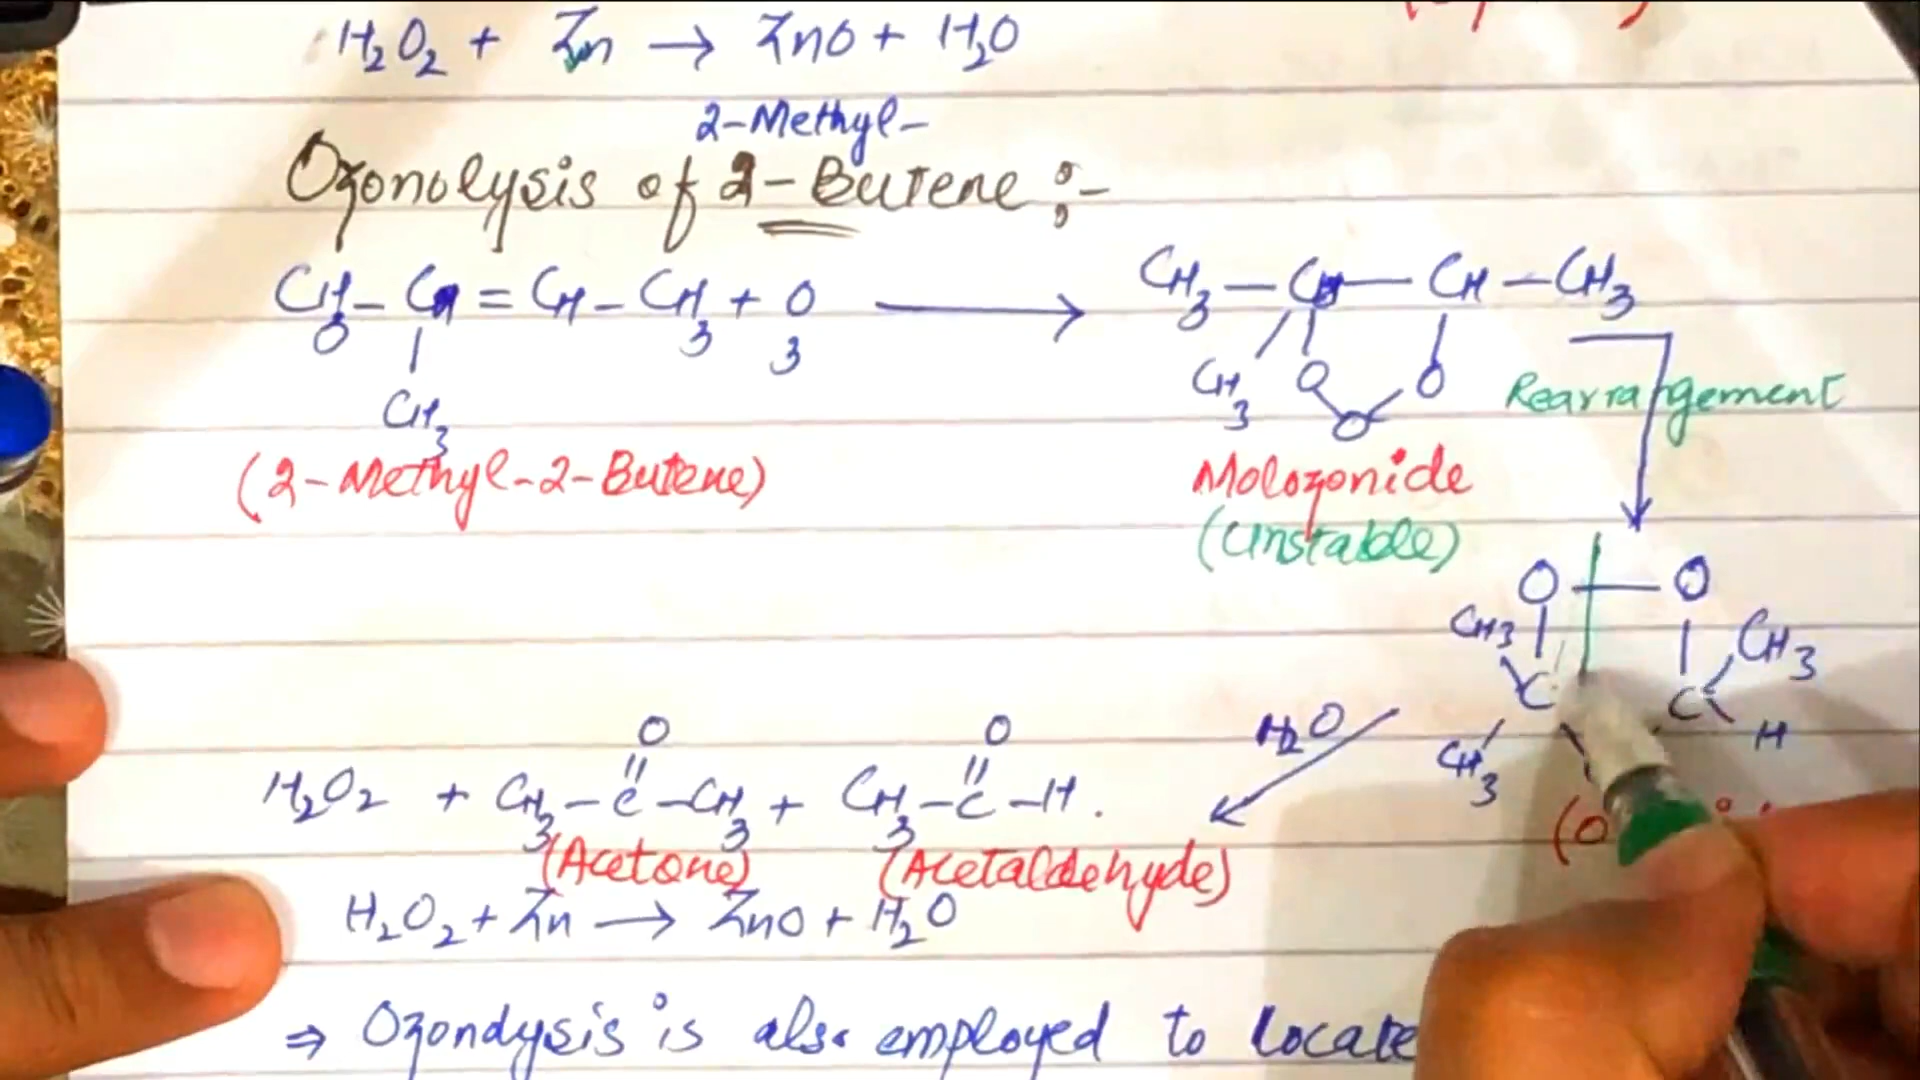 H2O2 + Zn → ZnO + H2O
2-Methyl-
Ozonolysis of 2-Butene :-
CH3 - C = CH - CH3 + O3 → CH3 - C - CH - CH3
CH3
CH3 O O
O
(2-Methyl-2-Butene)
Molozonide
(Unstable)
Rearrangement
O - O
CH3 C C CH3
CH3 H
H2O
O O
H2O2 + CH3 - C - CH3 + CH3 - C - H.
(Acetone) (Acetaldehyde)
H2O2 + Zn → ZnO + H2O
⇒ Ozonolysis is also employed to locate